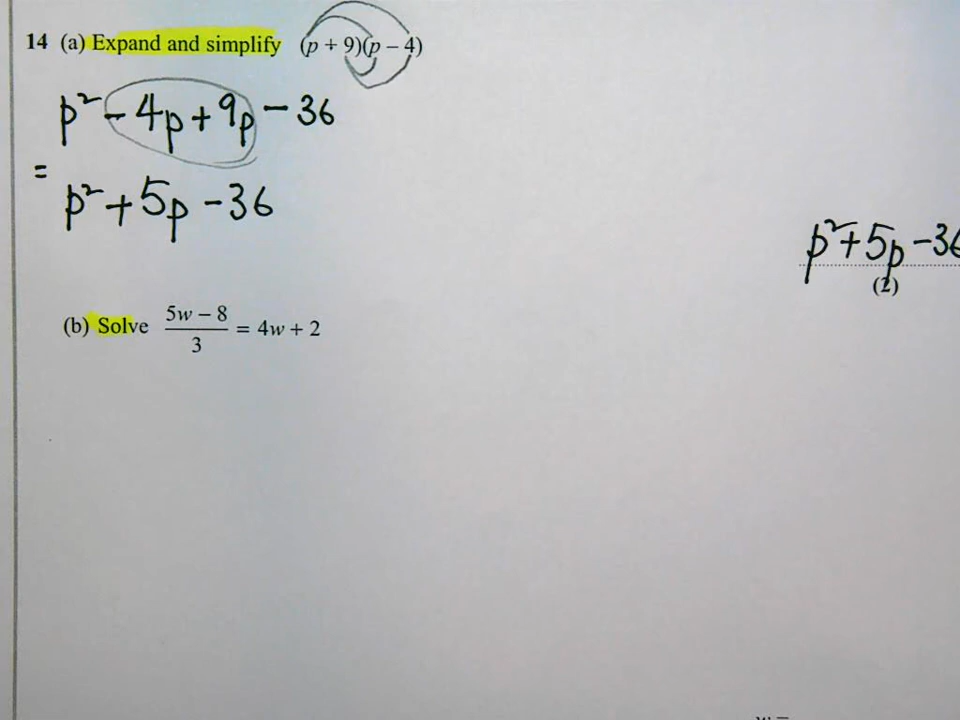 14 (a) Expand and simplify (p + 9)(p − 4)
p² − 4p + 9p − 36
=
p² + 5p − 36
p² + 5p − 36
(2)
(b) Solve (5w − 8)/3 = 4w + 2